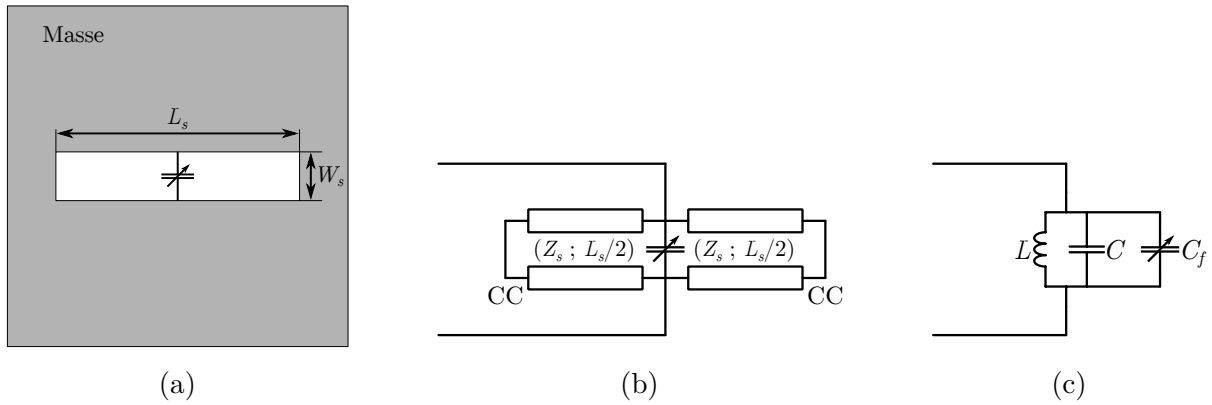 Masse
L_s
W_s
(Z_s ; L_s/2) (Z_s ; L_s/2)
CC CC
L C C_f
(a) (b) (c)